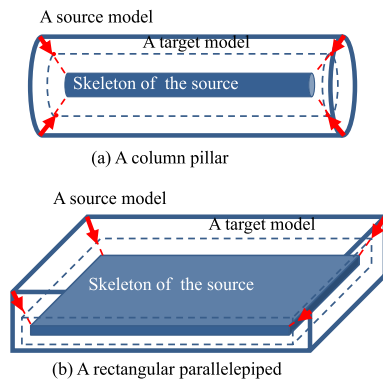 A source model
A target model
Skeleton of the source
(a) A column pillar
A source model
A target model
Skeleton of the source
(b) A rectangular parallelepiped